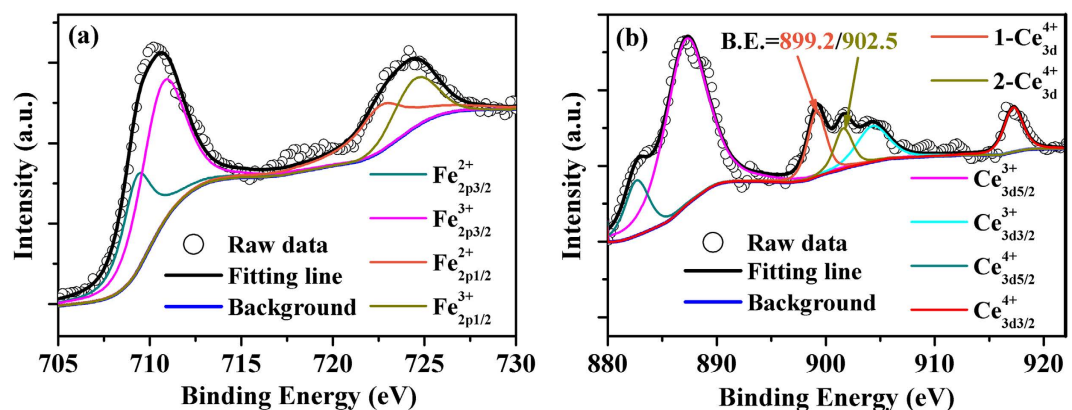 (a)
Intensity (a.u.)
Raw data
Fitting line
Background
Fe2+ 2p3/2
Fe3+ 2p3/2
Fe2+ 2p1/2
Fe3+ 2p1/2
705 710 715 720 725 730
Binding Energy (eV)
(b)
B.E.=899.2/902.5
1-Ce4+ 3d
2-Ce4+ 3d
Intensity (a.u.)
Raw data
Fitting line
Background
Ce3+ 3d5/2
Ce3+ 3d3/2
Ce4+ 3d5/2
Ce4+ 3d3/2
880 890 900 910 920
Binding Energy (eV)